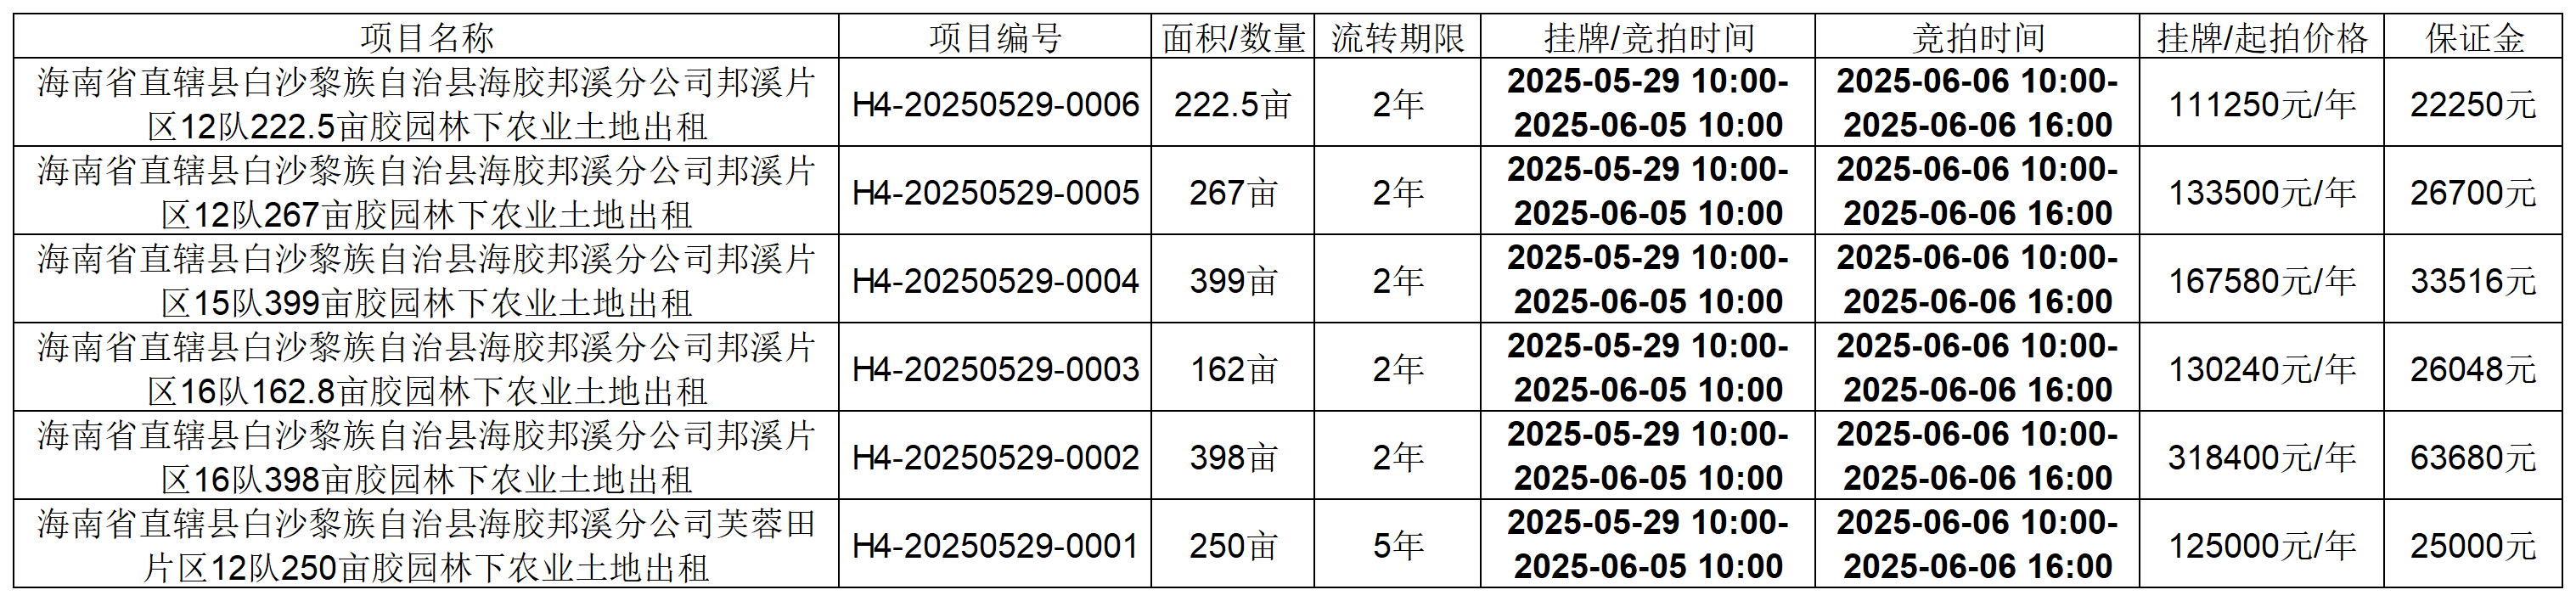 项目名称 项目编号 面积/数量 流转期限 挂牌/竞拍时间 竞拍时间 挂牌/起拍价格 保证金
海南省直辖县白沙黎族自治县海胶邦溪分公司邦溪片
区12队222.5亩胶园林下农业土地出租
H4-20250529-0006
222.5亩
2年
2025-05-29 10:00-
2025-06-05 10:00
2025-06-06 10:00-
2025-06-06 16:00
111250元/年
22250元
海南省直辖县白沙黎族自治县海胶邦溪分公司邦溪片
区12队267亩胶园林下农业土地出租
H4-20250529-0005
267亩
2年
2025-05-29 10:00-
2025-06-05 10:00
2025-06-06 10:00-
2025-06-06 16:00
133500元/年
26700元
海南省直辖县白沙黎族自治县海胶邦溪分公司邦溪片
区15队399亩胶园林下农业土地出租
H4-20250529-0004
399亩
2年
2025-05-29 10:00-
2025-06-05 10:00
2025-06-06 10:00-
2025-06-06 16:00
167580元/年
33516元
海南省直辖县白沙黎族自治县海胶邦溪分公司邦溪片
区16队162.8亩胶园林下农业土地出租
H4-20250529-0003
162亩
2年
2025-05-29 10:00-
2025-06-05 10:00
2025-06-06 10:00-
2025-06-06 16:00
130240元/年
26048元
海南省直辖县白沙黎族自治县海胶邦溪分公司邦溪片
区16队398亩胶园林下农业土地出租
H4-20250529-0002
398亩
2年
2025-05-29 10:00-
2025-06-05 10:00
2025-06-06 10:00-
2025-06-06 16:00
318400元/年
63680元
海南省直辖县白沙黎族自治县海胶邦溪分公司芙蓉田
片区12队250亩胶园林下农业土地出租
H4-20250529-0001
250亩
5年
2025-05-29 10:00-
2025-06-05 10:00
2025-06-06 10:00-
2025-06-06 16:00
125000元/年
25000元